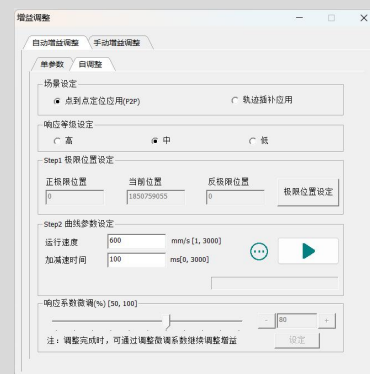 增益调整
自动增益调整 手动增益调整
单参数 自调整
场景设定
点到点定位应用(P2P) 轨迹插补应用
响应等级设定
高 中 低
Step1 极限位置设定
正极限位置 当前位置 反极限位置
0 1850759055 0 极限位置设定
Step2 曲线参数设定
运行速度 600 mm/s [1, 3000]
加减速时间 100 ms[0, 3000]
响应系数微调(%) [50, 100]
- 80 +
注：调整完成时，可通过调整微调系数继续调整增益 设定